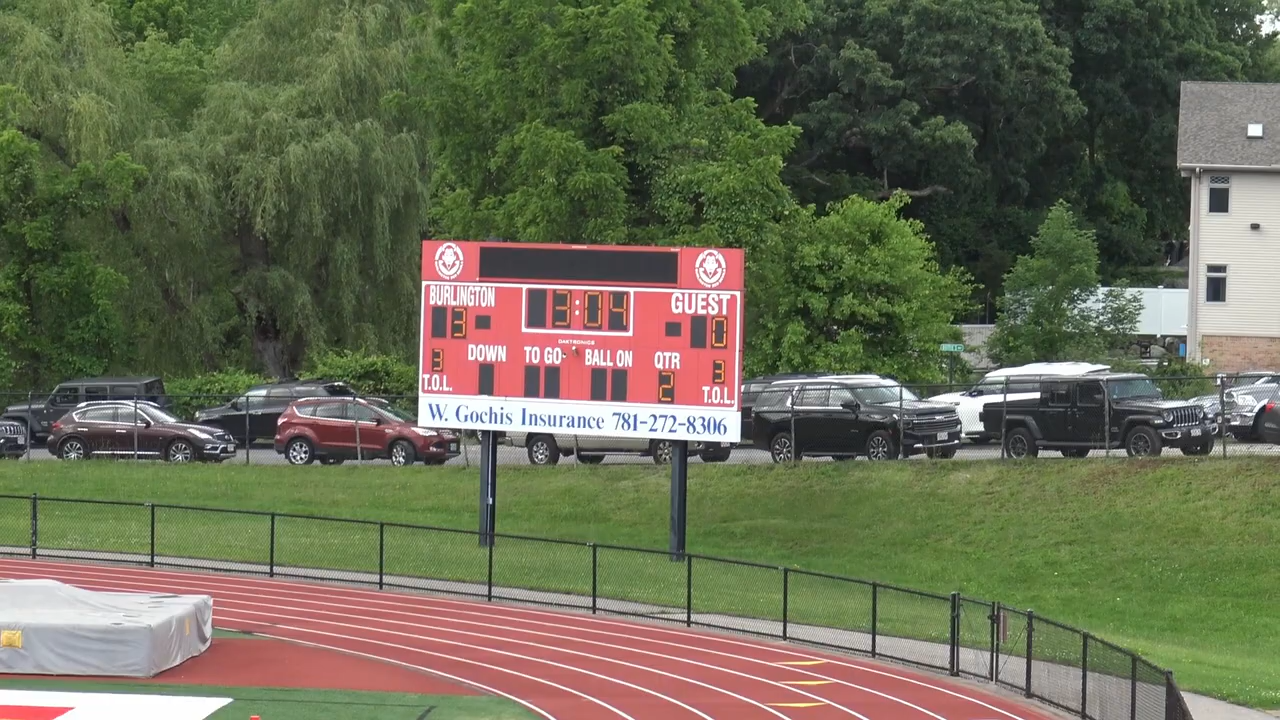 BURLINGTON
3:04
GUEST
3
0
DAKTRONICS
DOWN TO GO BALL ON QTR
3
T.O.L.
2
3
T.O.L.
W. Gochis Insurance 781-272-8306